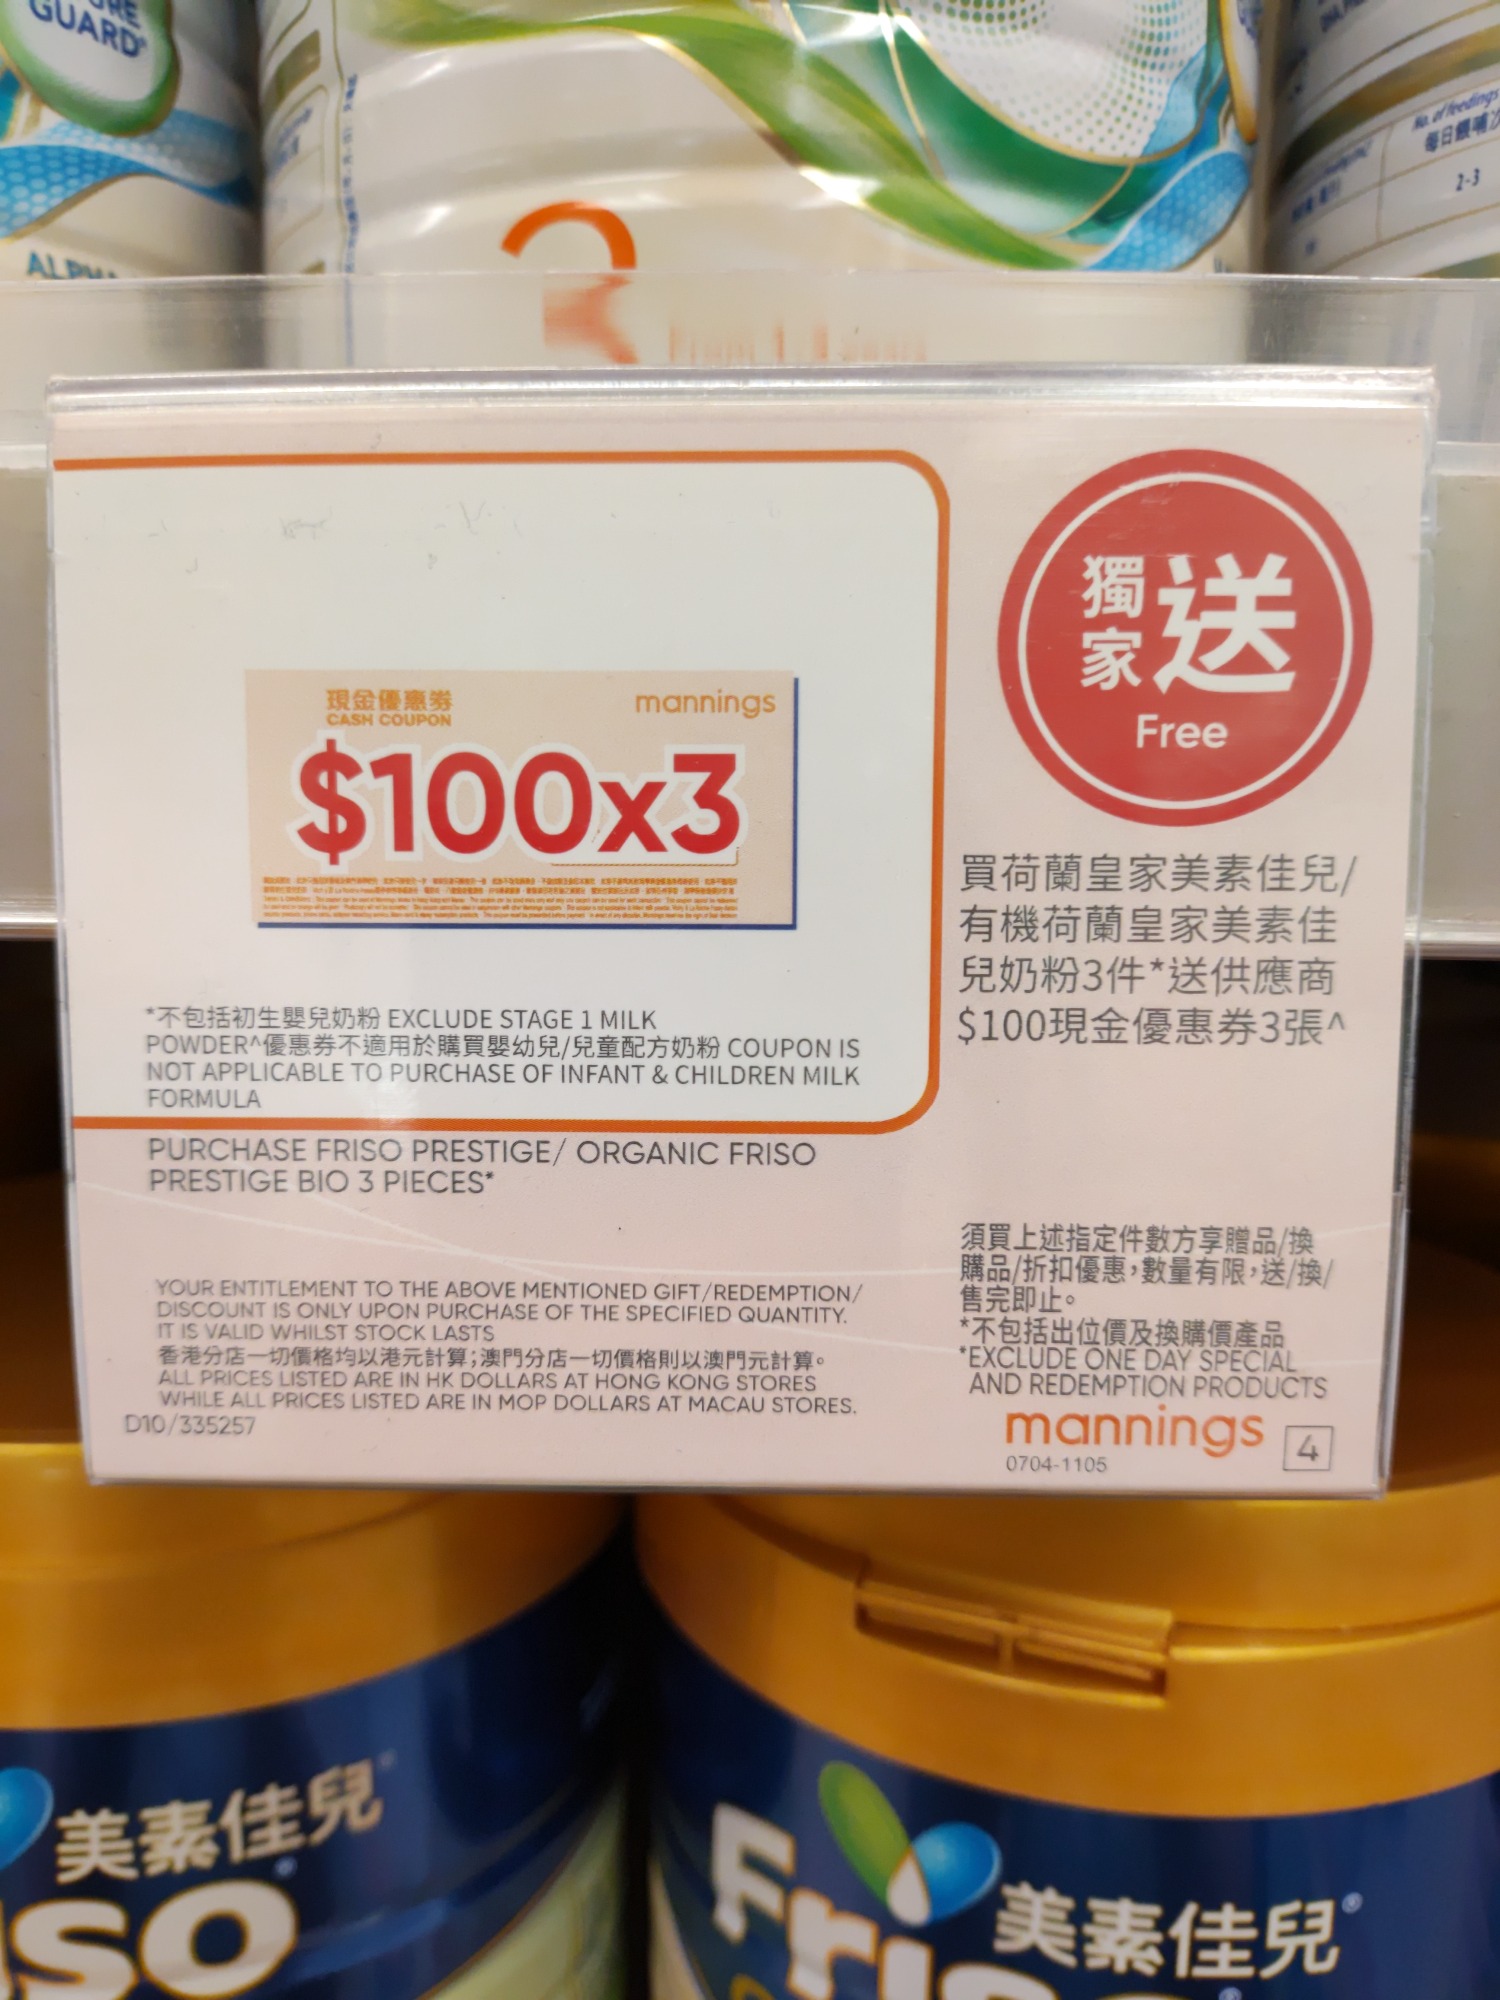 GUARD
No. of feedings
2-3
3
獨家 送
Free
現金優惠券
CASH COUPON
mannings
$100x3
買荷蘭皇家美素佳兒/
有機荷蘭皇家美素佳
兒奶粉3件*送供應商
$100現金優惠券3張^
*不包括初生嬰兒奶粉 EXCLUDE STAGE 1 MILK
POWDER^優惠券不適用於購買嬰幼兒/兒童配方奶粉 COUPON IS
NOT APPLICABLE TO PURCHASE OF INFANT & CHILDREN MILK
FORMULA
PURCHASE FRISO PRESTIGE/ ORGANIC FRISO
PRESTIGE BIO 3 PIECES*
YOUR ENTITLEMENT TO THE ABOVE MENTIONED GIFT/REDEMPTION/
DISCOUNT IS ONLY UPON PURCHASE OF THE SPECIFIED QUANTITY.
IT IS VALID WHILST STOCK LASTS
香港分店一切價格均以港元計算;澳門分店一切價格則以澳門元計算。
ALL PRICES LISTED ARE IN HK DOLLARS AT HONG KONG STORES
WHILE ALL PRICES LISTED ARE IN MOP DOLLARS AT MACAU STORES.
D10/335257
須買上述指定件數方享贈品/換
購品/折扣優惠,數量有限,送/換/
售完即止。
*不包括出位價及換購價產品
*EXCLUDE ONE DAY SPECIAL
AND REDEMPTION PRODUCTS
mannings
4
0704-1105
美素佳兒
美素佳兒®